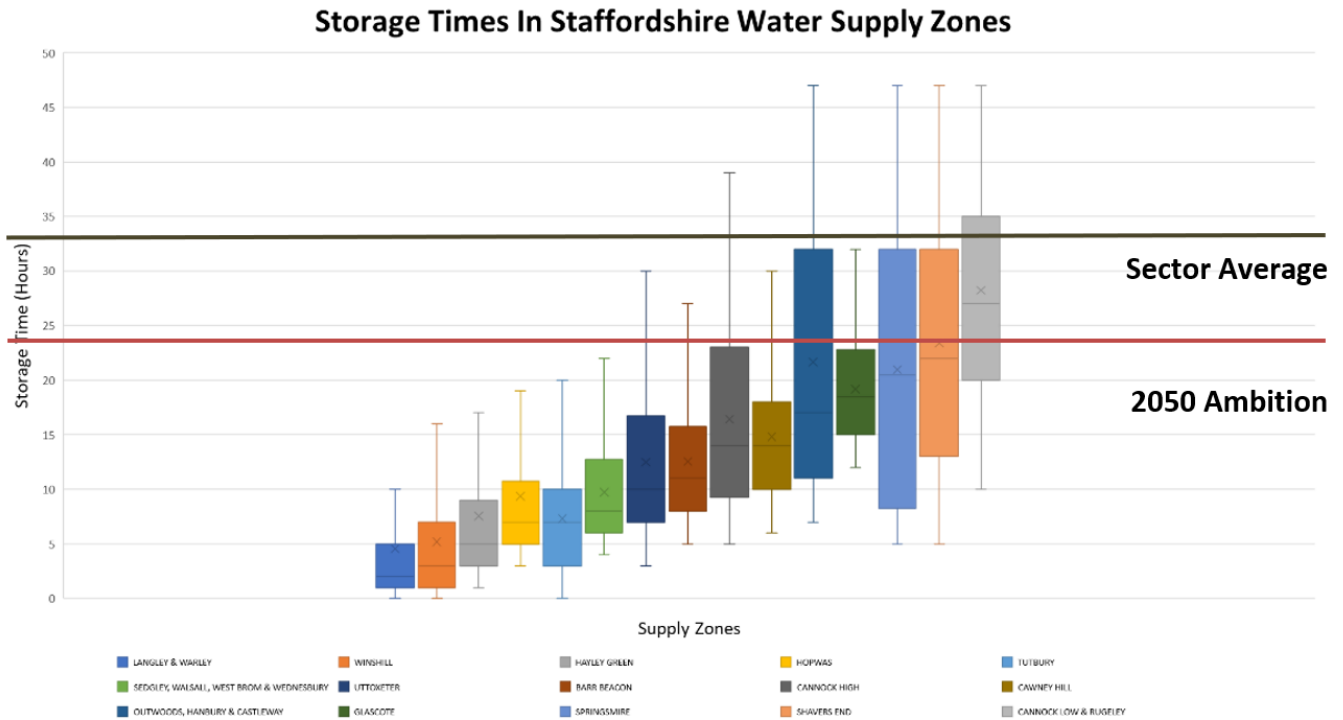 Storage Times In Staffordshire Water Supply Zones
50
45
40
35
30
25
20
15
10
5
0
Storage Time (Hours)
Sector Average
2050 Ambition
Supply Zones
LANGLEY & WARLEY
WINSHILL
HAYLEY GREEN
HOPWAS
TUTBURY
SEDGLEY, WALSALL, WEST BROM & WEDNESBURY
UTTOXETER
BARR BEACON
CANNOCK HIGH
CAWNEY HILL
OUTWOODS, HANBURY & CASTLEWAY
GLASCOTE
SPRINGSMIRE
SHAVERS END
CANNOCK LOW & RUGELEY